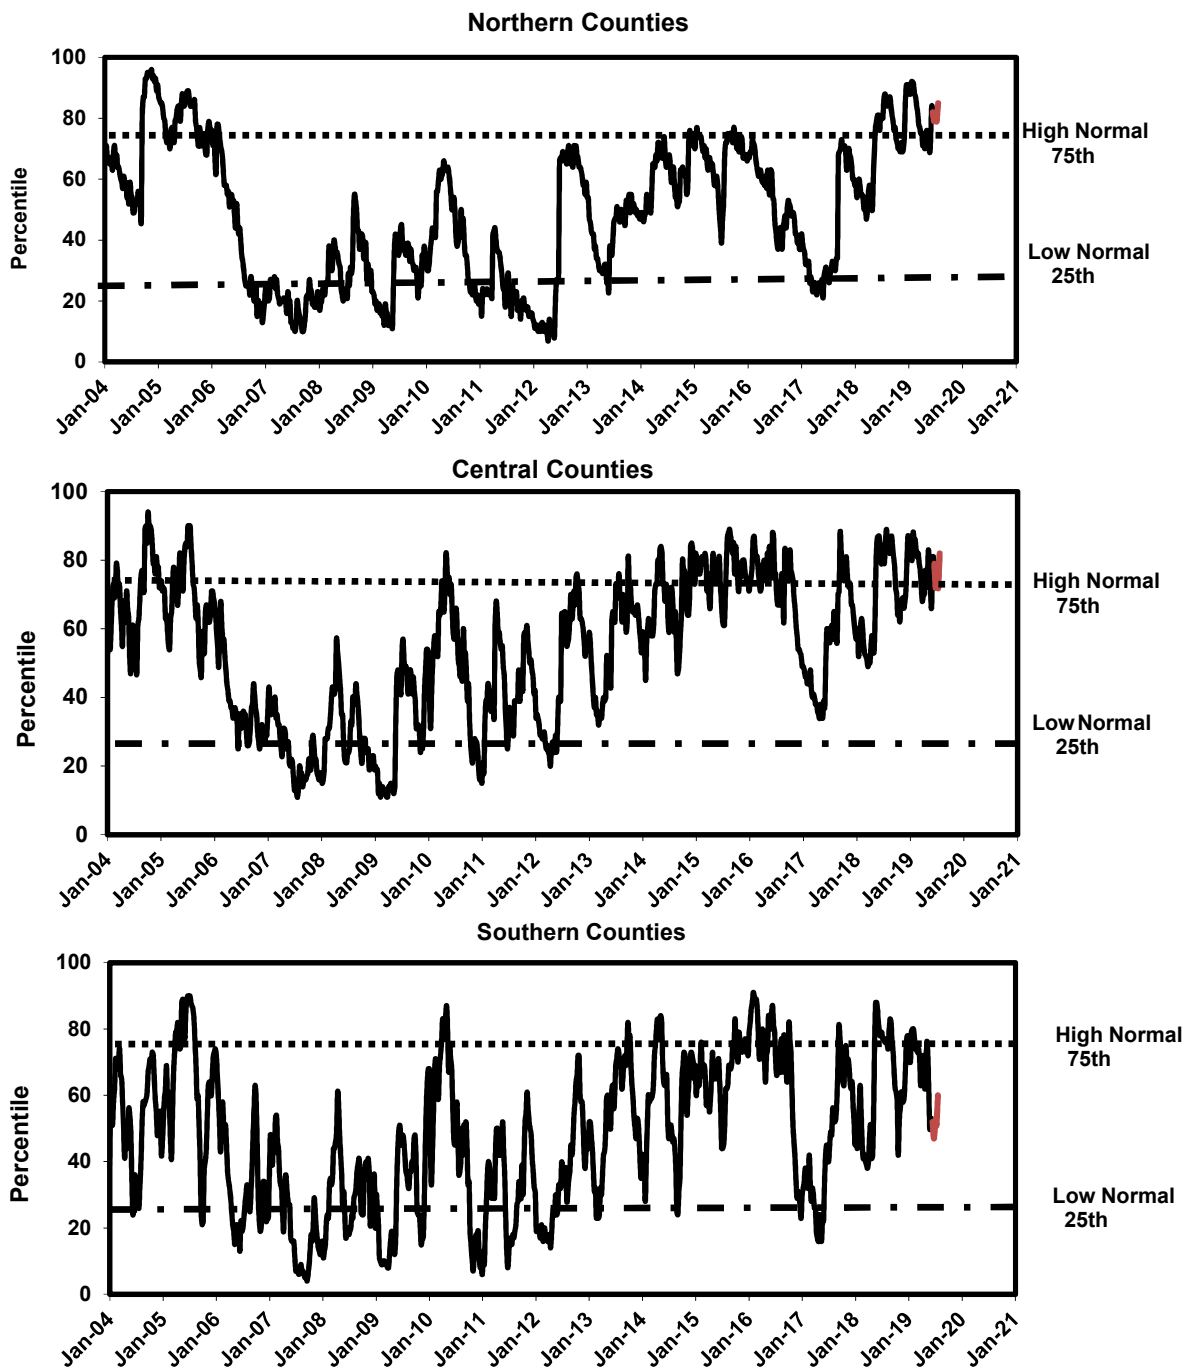 Northern Counties
100
80
60
40
20
0
Percentile
High Normal
75th
Low Normal
25th
Jan-04
Jan-05
Jan-06
Jan-07
Jan-08
Jan-09
Jan-10
Jan-11
Jan-12
Jan-13
Jan-14
Jan-15
Jan-16
Jan-17
Jan-18
Jan-19
Jan-20
Jan-21
Central Counties
100
80
60
40
20
0
Percentile
High Normal
75th
Low Normal
25th
Jan-04
Jan-05
Jan-06
Jan-07
Jan-08
Jan-09
Jan-10
Jan-11
Jan-12
Jan-13
Jan-14
Jan-15
Jan-16
Jan-17
Jan-18
Jan-19
Jan-20
Jan-21
Southern Counties
100
80
60
40
20
0
Percentile
High Normal
75th
Low Normal
25th
Jan-04
Jan-05
Jan-06
Jan-07
Jan-08
Jan-09
Jan-10
Jan-11
Jan-12
Jan-13
Jan-14
Jan-15
Jan-16
Jan-17
Jan-18
Jan-19
Jan-20
Jan-21